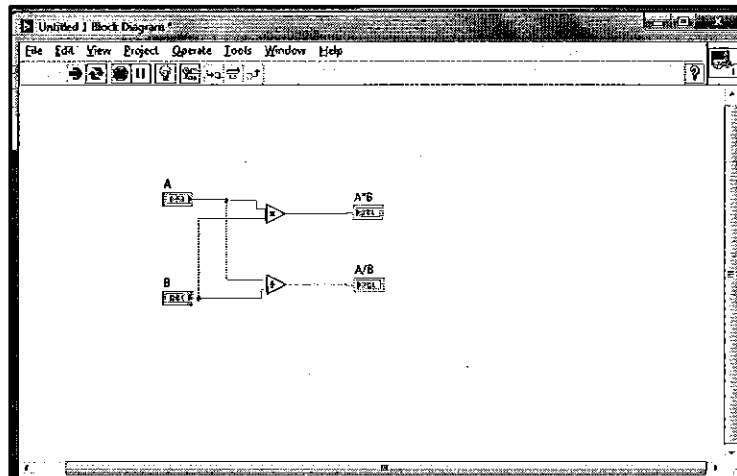 Untitled 1 Block Diagram *
File Edit View Project Operate Tools Window Help
A
A*B
B
A/B